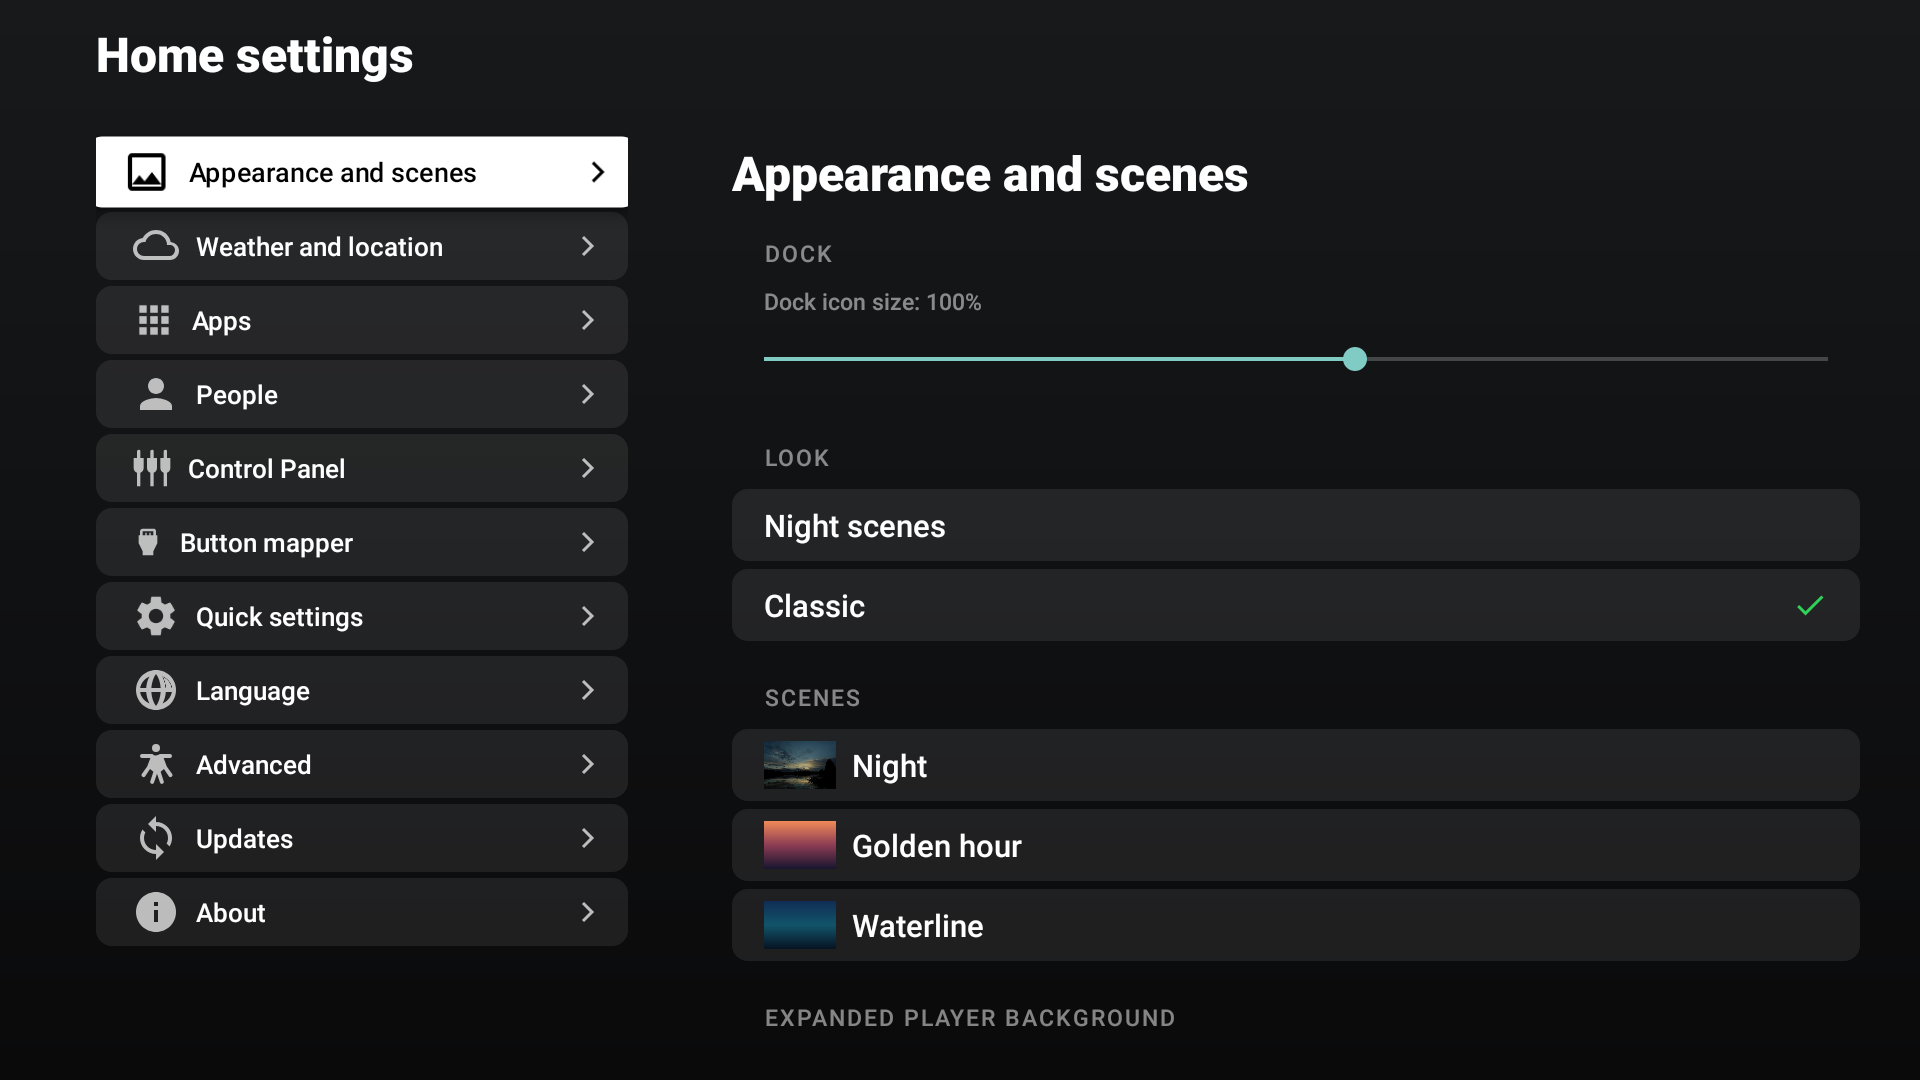 Home settings
Appearance and scenes
Weather and location
Apps
People
Control Panel
Button mapper
Quick settings
Language
Advanced
Updates
About
Appearance and scenes
DOCK
Dock icon size: 100%
LOOK
Night scenes
Classic
SCENES
Night
Golden hour
Waterline
EXPANDED PLAYER BACKGROUND